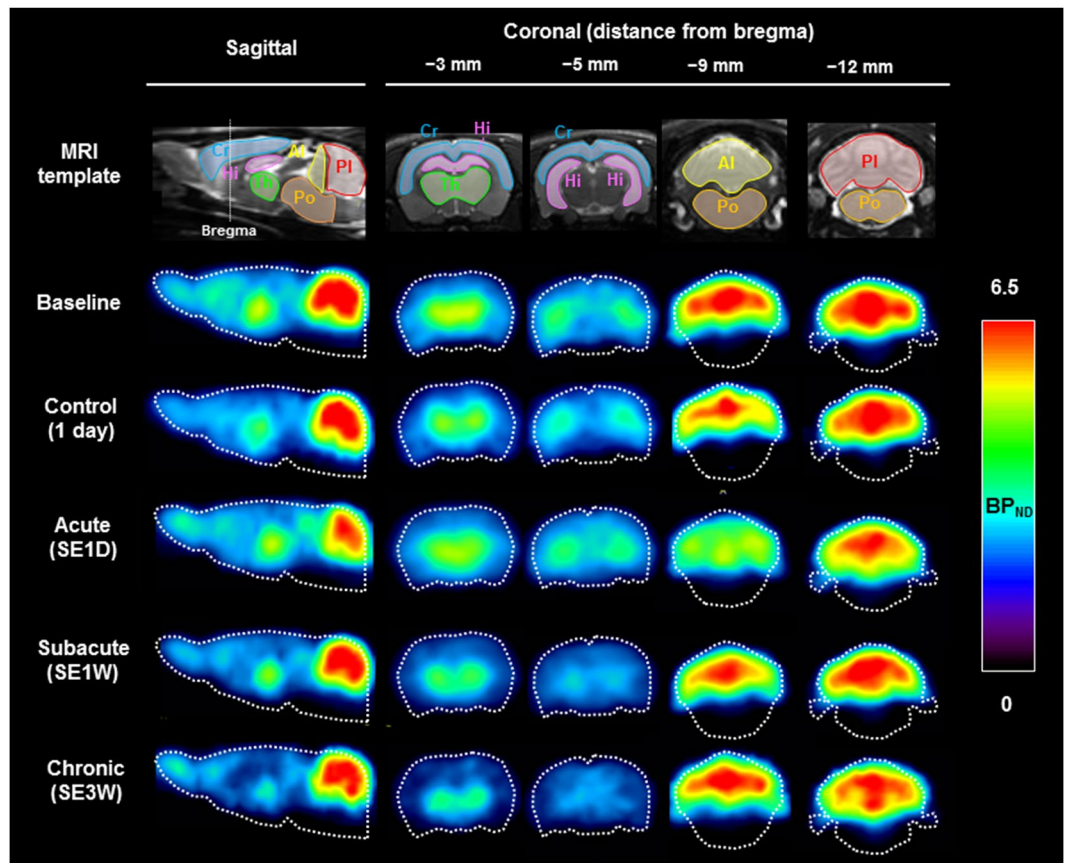 Sagittal
Coronal (distance from bregma)
−3 mm
−5 mm
−9 mm
−12 mm
MRI
template
Cr
Hi
Th
Al
Pl
Po
Bregma
Cr
Hi
Th
Cr
Hi
Hi
Al
Po
Pl
Po
Baseline
6.5
Control
(1 day)
Acute
(SE1D)
BPND
Subacute
(SE1W)
0
Chronic
(SE3W)